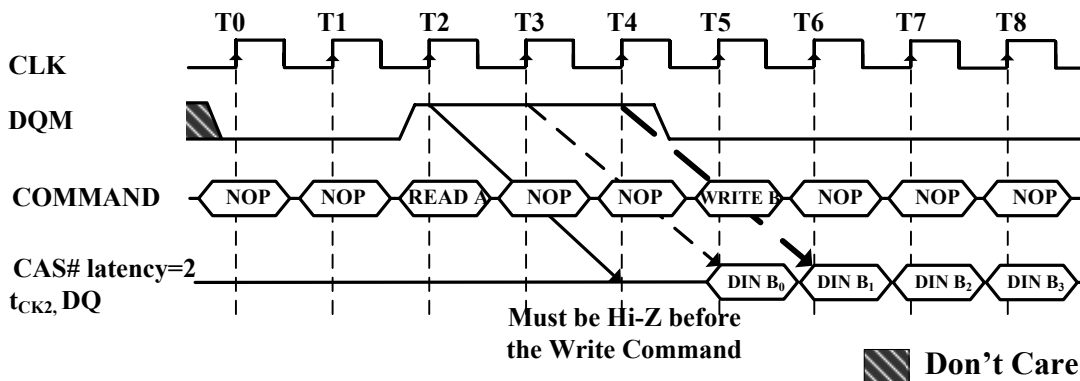 T0 T1 T2 T3 T4 T5 T6 T7 T8
CLK
DQM
COMMAND NOP NOP READ A NOP NOP WRITE B NOP NOP NOP
CAS# latency=2
tCK2, DQ DIN B0 DIN B1 DIN B2 DIN B3
Must be Hi-Z before
the Write Command
Don't Care